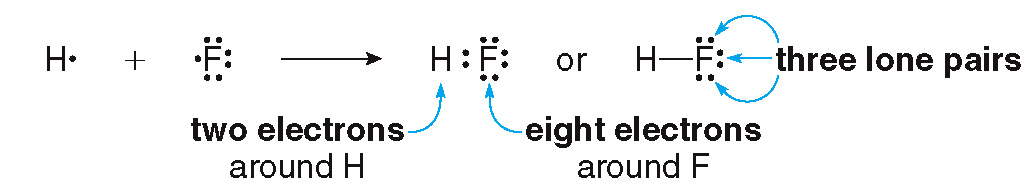 H· + ·F̈: ⟶ H:F̈: or H—F̈: three lone pairs
two electrons eight electrons
around H around F